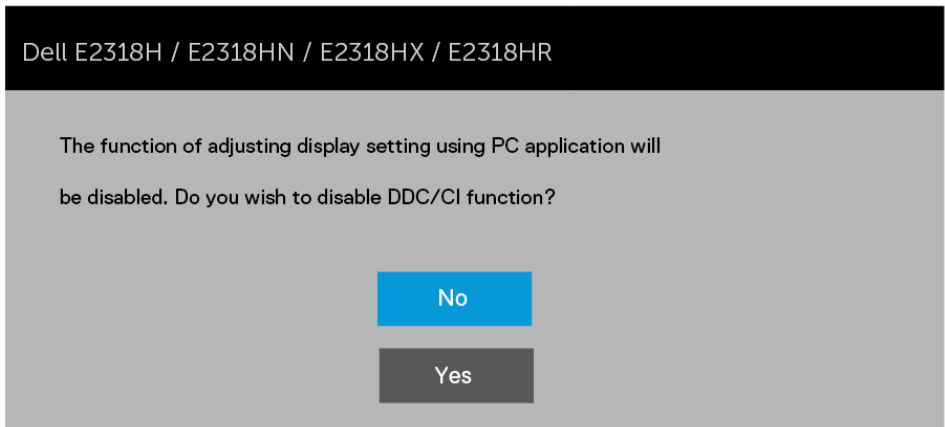 Dell E2318H / E2318HN / E2318HX / E2318HR
The function of adjusting display setting using PC application will
be disabled. Do you wish to disable DDC/CI function?
No
Yes